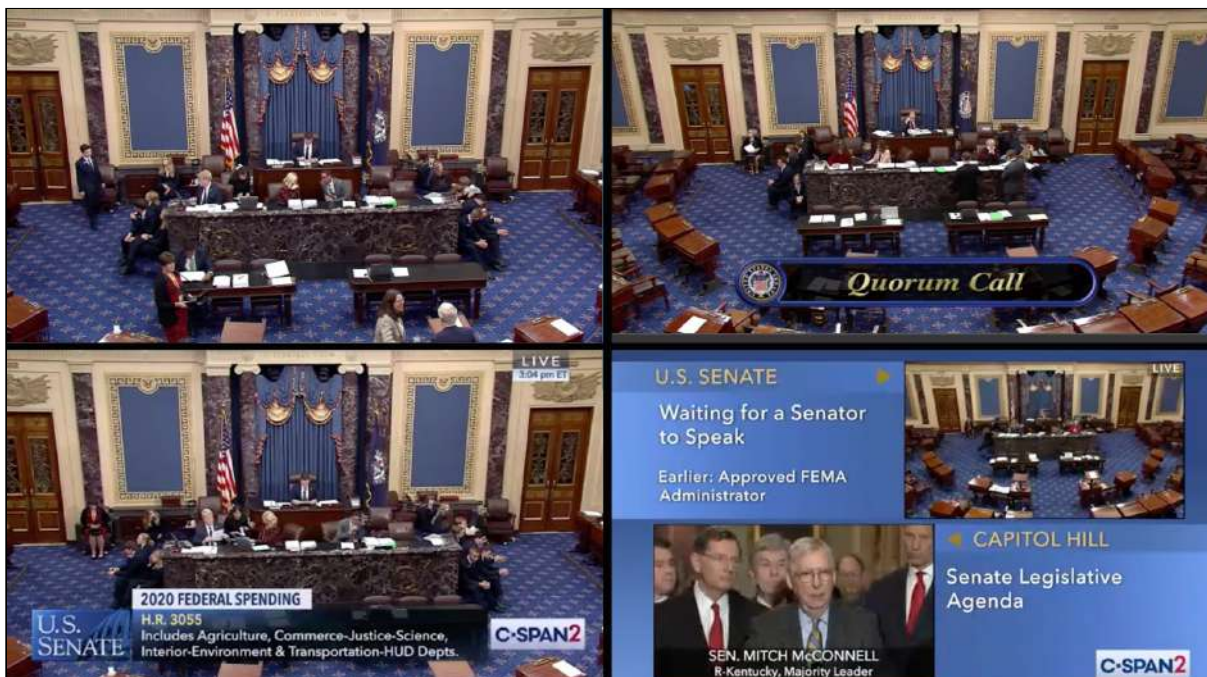 Quorum Call
LIVE
3:04 pm ET
2020 FEDERAL SPENDING
U.S.
SENATE
H.R. 3055
Includes Agriculture, Commerce-Justice-Science,
Interior-Environment & Transportation-HUD Depts.
C-SPAN2
U.S. SENATE
LIVE
Waiting for a Senator
to Speak
Earlier: Approved FEMA
Administrator
CAPITOL HILL
Senate Legislative
Agenda
SEN. MITCH McCONNELL
R-Kentucky, Majority Leader
C-SPAN2